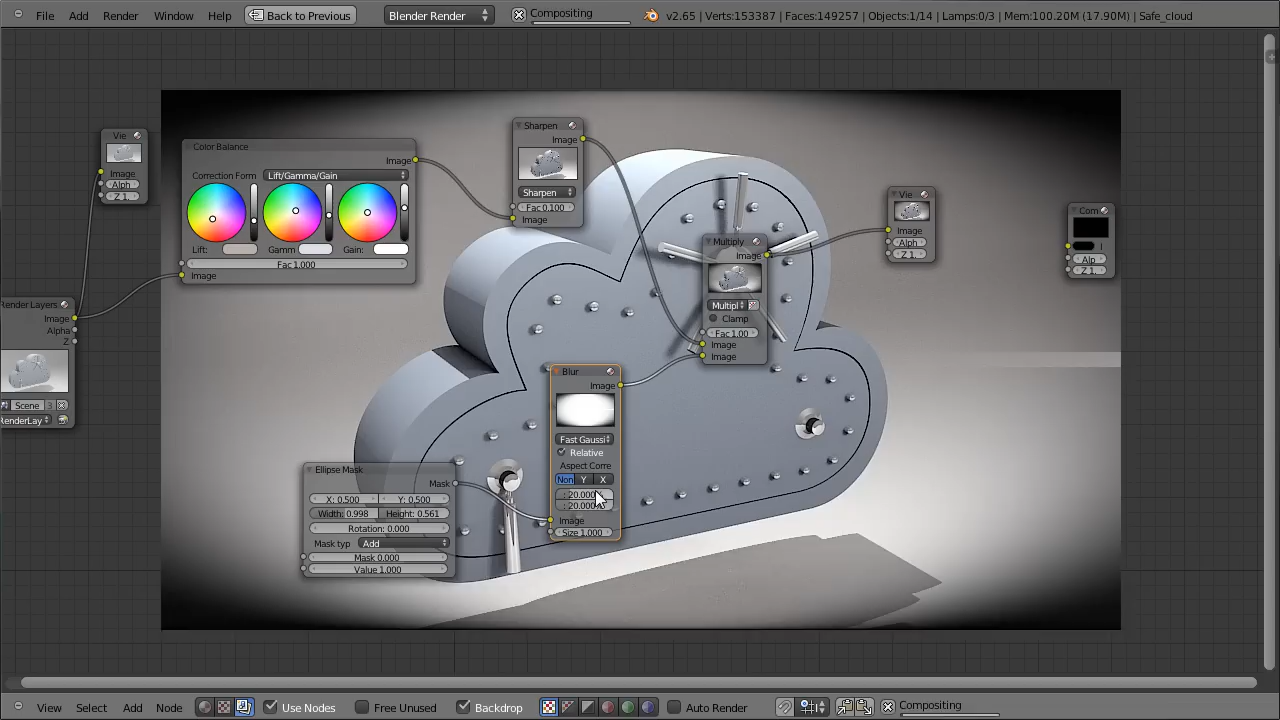 File Add Render Window Help Back to Previous Blender Render Compositing v2.65 | Verts:153387 | Faces:149257 | Objects:1/14 | Lamps:0/3 | Mem:100.20M (17.90M) | Safe_cloud
Vie
Image
Alph
Z 1.
Color Balance
Image
Correction Form Lift/Gamma/Gain
Lift: Gamm Gain:
Fac 1.000
Image
Sharpen
Image
Sharpen
Fac 0.100
Image
Multiply
Image
Multipl
Clamp
Fac 1.00
Image
Image
Vie
Image
Alph
Z 1.
Com
I
Alp
Z 1.
Render Layers
Image
Alpha
Z
Scene 3
RenderLay
Blur
Image
Fast Gaussi
Relative
Aspect Corre
Non Y X
: 20.000
: 20.000
Image
Size 1.000
Ellipse Mask
Mask
X: 0.500 Y: 0.500
Width: 0.998 Height: 0.561
Rotation: 0.000
Mask typ Add
Mask 0.000
Value 1.000
View Select Add Node Use Nodes Free Unused Backdrop Auto Render Compositing